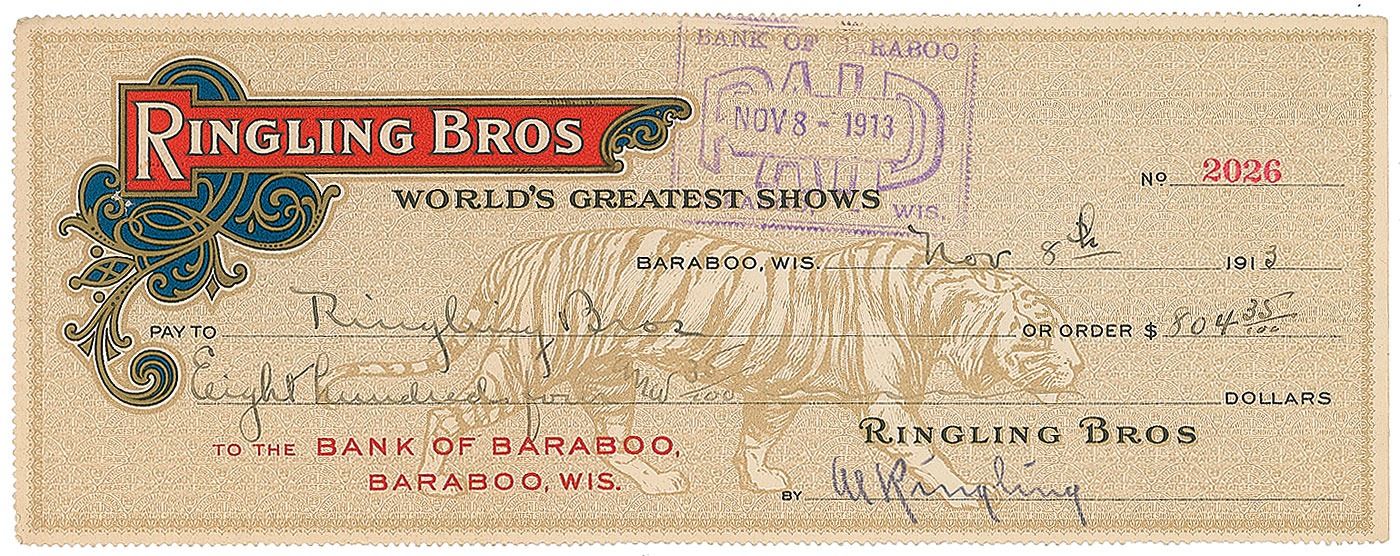 BANK OF BARABOO
PAID
NOV 8 - 1913
WIS.
RINGLING BROS
WORLD'S GREATEST SHOWS
No 2026
BARABOO, WIS. Nov 8th 1913
PAY TO Ringling Bros OR ORDER $ 804 35/100
Eight hundred four 35/100 DOLLARS
TO THE BANK OF BARABOO,
BARABOO, WIS.
RINGLING BROS
BY Al Ringling